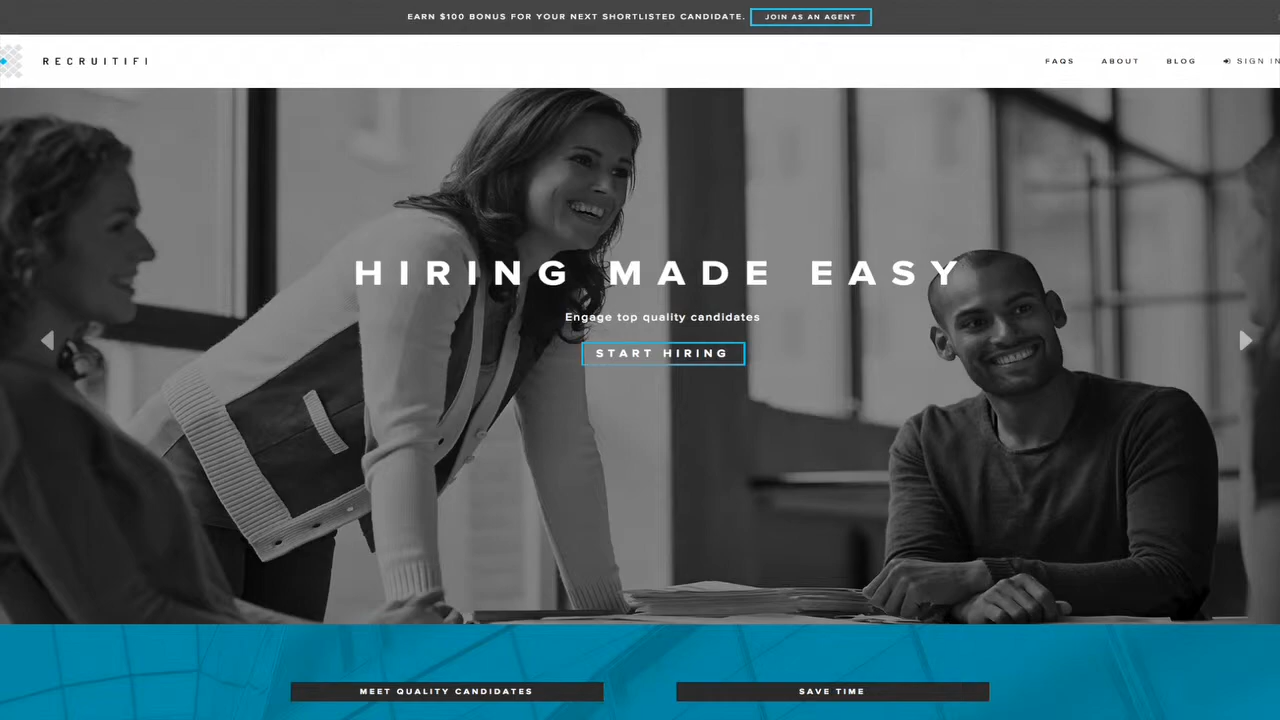 EARN $100 BONUS FOR YOUR NEXT SHORTLISTED CANDIDATE. JOIN AS AN AGENT
RECRUITIFI
FAQS ABOUT BLOG SIGN IN
HIRING MADE EASY
Engage top quality candidates
START HIRING
MEET QUALITY CANDIDATES SAVE TIME